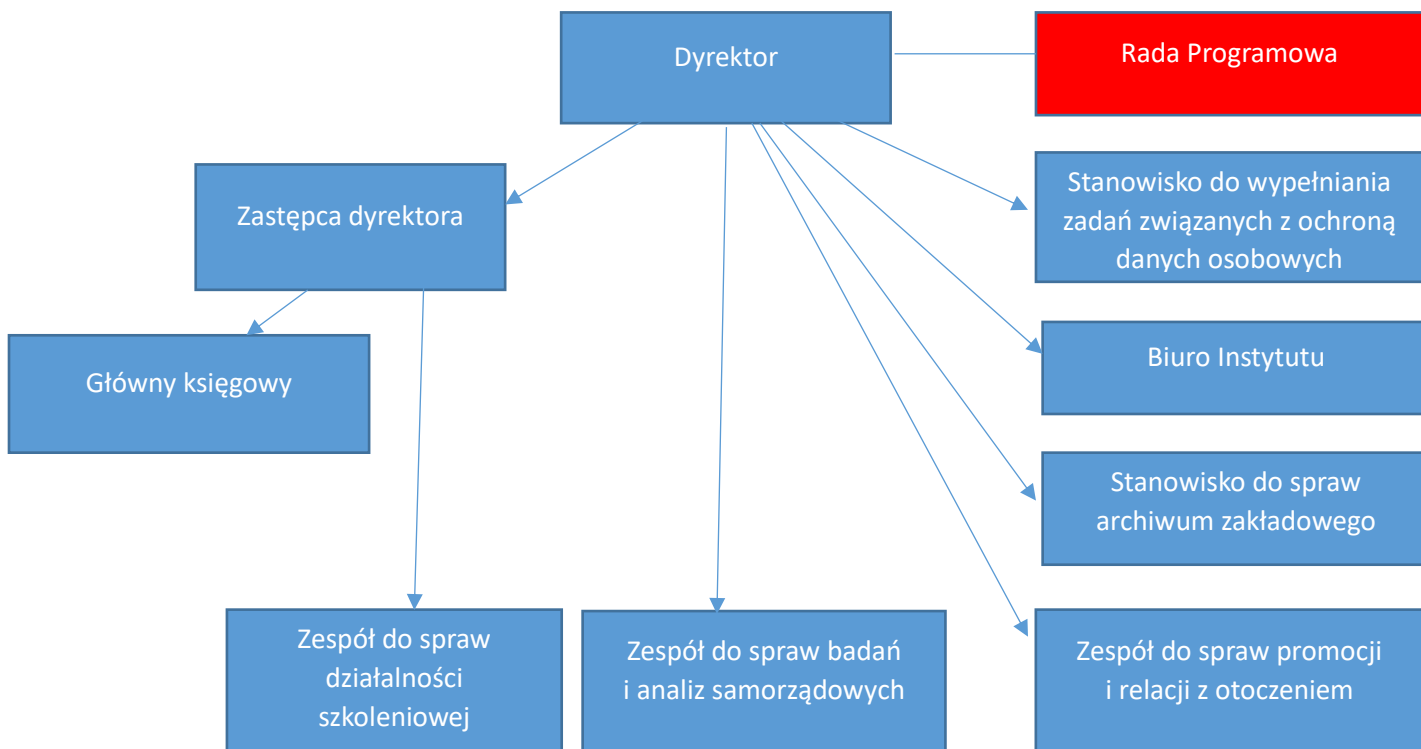 Dyrektor
Rada Programowa
Zastępca dyrektora
Stanowisko do wypełniania
zadań związanych z ochroną
danych osobowych
Główny księgowy
Biuro Instytutu
Stanowisko do spraw
archiwum zakładowego
Zespół do spraw
działalności
szkoleniowej
Zespół do spraw badań
i analiz samorządowych
Zespół do spraw promocji
i relacji z otoczeniem